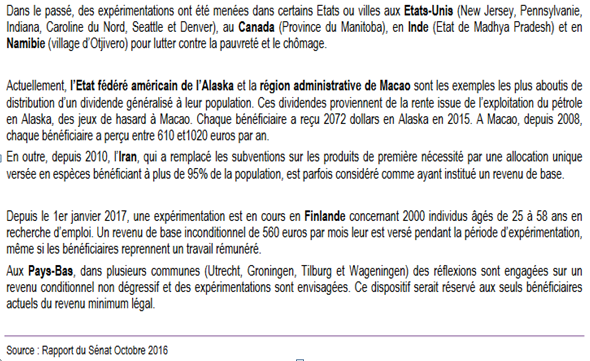 Dans le passé, des expérimentations ont été menées dans certains Etats ou villes aux Etats-Unis (New Jersey, Pennsylvanie,
Indiana, Caroline du Nord, Seattle et Denver), au Canada (Province du Manitoba), en Inde (Etat de Madhya Pradesh) et en
Namibie (village d'Otjivero) pour lutter contre la pauvreté et le chômage.
Actuellement, l'Etat fédéré américain de l'Alaska et la région administrative de Macao sont les exemples les plus aboutis de
distribution d'un dividende généralisé à leur population. Ces dividendes proviennent de la rente issue de l'exploitation du pétrole
en Alaska, des jeux de hasard à Macao. Chaque bénéficiaire a reçu 2072 dollars en Alaska en 2015. A Macao, depuis 2008,
chaque bénéficiaire a perçu entre 610 et1020 euros par an.
En outre, depuis 2010, l'Iran, qui a remplacé les subventions sur les produits de première nécessité par une allocation unique
versée en espèces bénéficiant à plus de 95% de la population, est parfois considéré comme ayant institué un revenu de base.
Depuis le 1er janvier 2017, une expérimentation est en cours en Finlande concernant 2000 individus âgés de 25 à 58 ans en
recherche d'emploi. Un revenu de base inconditionnel de 560 euros par mois leur est versé pendant la période d'expérimentation,
même si les bénéficiaires reprennent un travail rémunéré.
Aux Pays-Bas, dans plusieurs communes (Utrecht, Groningen, Tilburg et Wageningen) des réflexions sont engagées sur un
revenu conditionnel non dégressif et des expérimentations sont envisagées. Ce dispositif serait réservé aux seuls bénéficiaires
actuels du revenu minimum légal.
Source : Rapport du Sénat Octobre 2016